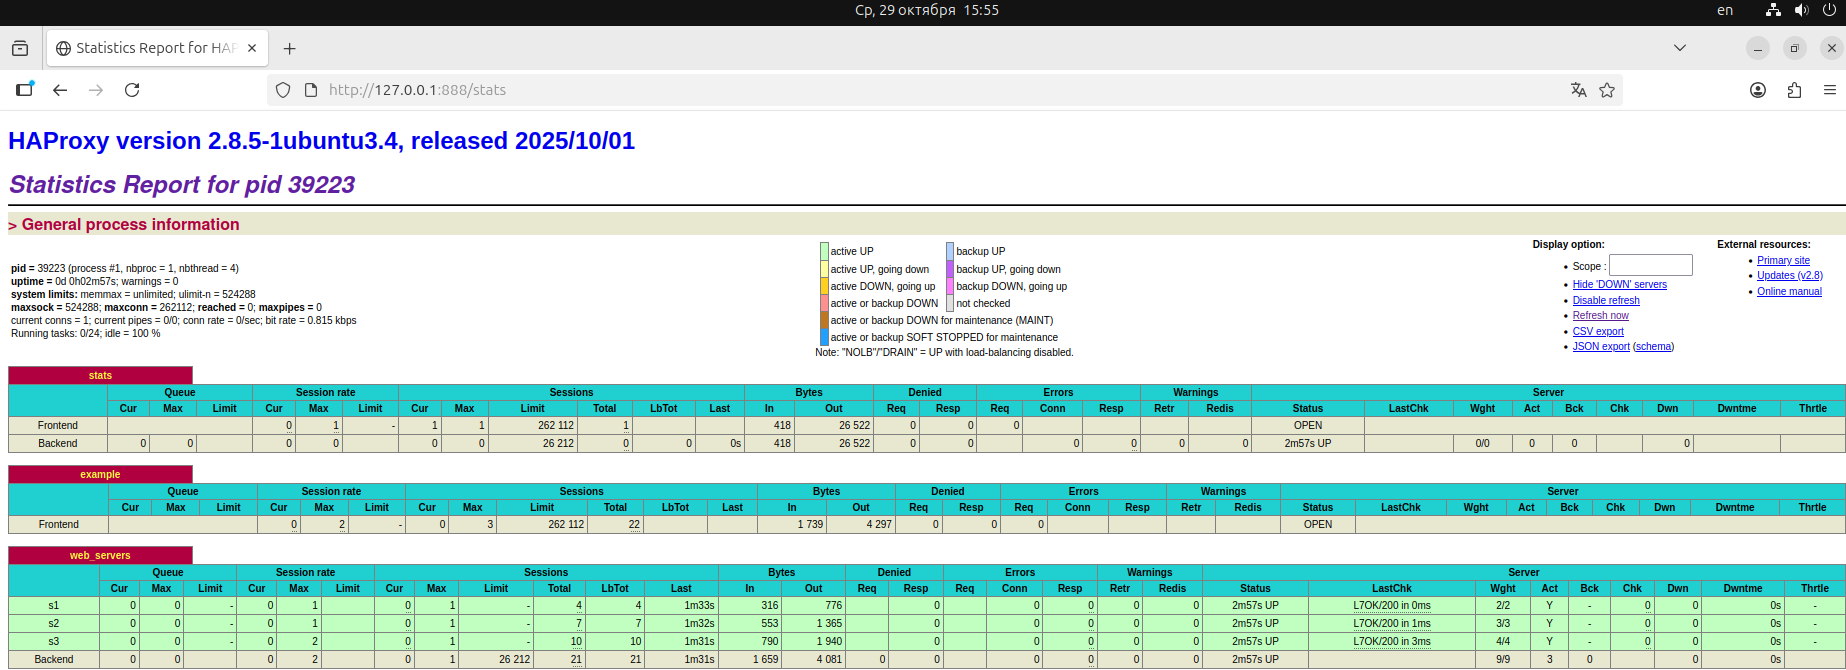 Ср, 29 октября 15:55
en
Statistics Report for HAP
http://127.0.0.1:888/stats
HAProxy version 2.8.5-1ubuntu3.4, released 2025/10/01
Statistics Report for pid 39223
> General process information
pid = 39223 (process #1, nbproc = 1, nbthread = 4)
uptime = 0d 0h02m57s; warnings = 0
system limits: memmax = unlimited; ulimit-n = 524288
maxsock = 524288; maxconn = 262112; reached = 0; maxpipes = 0
current conns = 1; current pipes = 0/0; conn rate = 0/sec; bit rate = 0.815 kbps
Running tasks: 0/24; idle = 100 %
active UP backup UP
active UP, going down backup UP, going down
active DOWN, going up backup DOWN, going up
active or backup DOWN not checked
active or backup DOWN for maintenance (MAINT)
active or backup SOFT STOPPED for maintenance
Note: "NOLB"/"DRAIN" = UP with load-balancing disabled.
Display option:
Scope :
Hide 'DOWN' servers
Disable refresh
Refresh now
CSV export
JSON export (schema)
External resources:
Primary site
Updates (v2.8)
Online manual
stats
Queue Session rate Sessions Bytes Denied Errors Warnings Server
Cur Max Limit Cur Max Limit Cur Max Limit Total LbTot Last In Out Req Resp Req Conn Resp Retr Redis Status LastChk Wght Act Bck Chk Dwn Dwntme Thrtle
Frontend 0 1 - 1 1 262 112 1 418 26 522 0 0 0 OPEN
Backend 0 0 0 0 0 0 26 212 0 0 0s 418 26 522 0 0 0 0 0 0 2m57s UP 0/0 0 0 0
example
Queue Session rate Sessions Bytes Denied Errors Warnings Server
Cur Max Limit Cur Max Limit Cur Max Limit Total LbTot Last In Out Req Resp Req Conn Resp Retr Redis Status LastChk Wght Act Bck Chk Dwn Dwntme Thrtle
Frontend 0 2 - 0 3 262 112 22 1 739 4 297 0 0 0 OPEN
web_servers
Queue Session rate Sessions Bytes Denied Errors Warnings Server
Cur Max Limit Cur Max Limit Cur Max Limit Total LbTot Last In Out Req Resp Req Conn Resp Retr Redis Status LastChk Wght Act Bck Chk Dwn Dwntme Thrtle
s1 0 0 - 0 1 0 1 - 4 4 1m33s 316 776 0 0 0 0 0 2m57s UP L7OK/200 in 0ms 2/2 Y - 0 0 0s -
s2 0 0 - 0 1 0 1 - 7 7 1m32s 553 1 365 0 0 0 0 0 2m57s UP L7OK/200 in 1ms 3/3 Y - 0 0 0s -
s3 0 0 - 0 2 0 1 - 10 10 1m31s 790 1 940 0 0 0 0 0 2m57s UP L7OK/200 in 3ms 4/4 Y - 0 0 0s -
Backend 0 0 0 2 0 1 26 212 21 21 1m31s 1 659 4 081 0 0 0 0 0 0 2m57s UP 9/9 3 0 0 0s